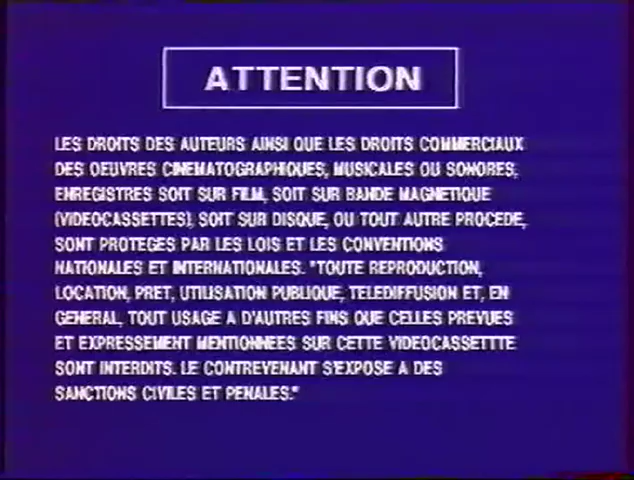 ATTENTION
LES DROITS DES AUTEURS AINSI QUE LES DROITS COMMERCIAUX
DES OEUVRES CINEMATOGRAPHIQUES, MUSICALES OU SONORES,
ENREGISTRES SOIT SUR FILM, SOIT SUR BANDE MAGNETIQUE
(VIDEOCASSETTES), SOIT SUR DISQUE, OU TOUT AUTRE PROCEDE,
SONT PROTEGES PAR LES LOIS ET LES CONVENTIONS
NATIONALES ET INTERNATIONALES. "TOUTE REPRODUCTION,
LOCATION, PRET, UTILISATION PUBLIQUE, TELEDIFFUSION ET, EN
GENERAL, TOUT USAGE A D'AUTRES FINS QUE CELLES PREVUES
ET EXPRESSEMENT MENTIONNEES SUR CETTE VIDEOCASSETTTE
SONT INTERDITS. LE CONTREVENANT S'EXPOSE A DES
SANCTIONS CIVILES ET PENALES."